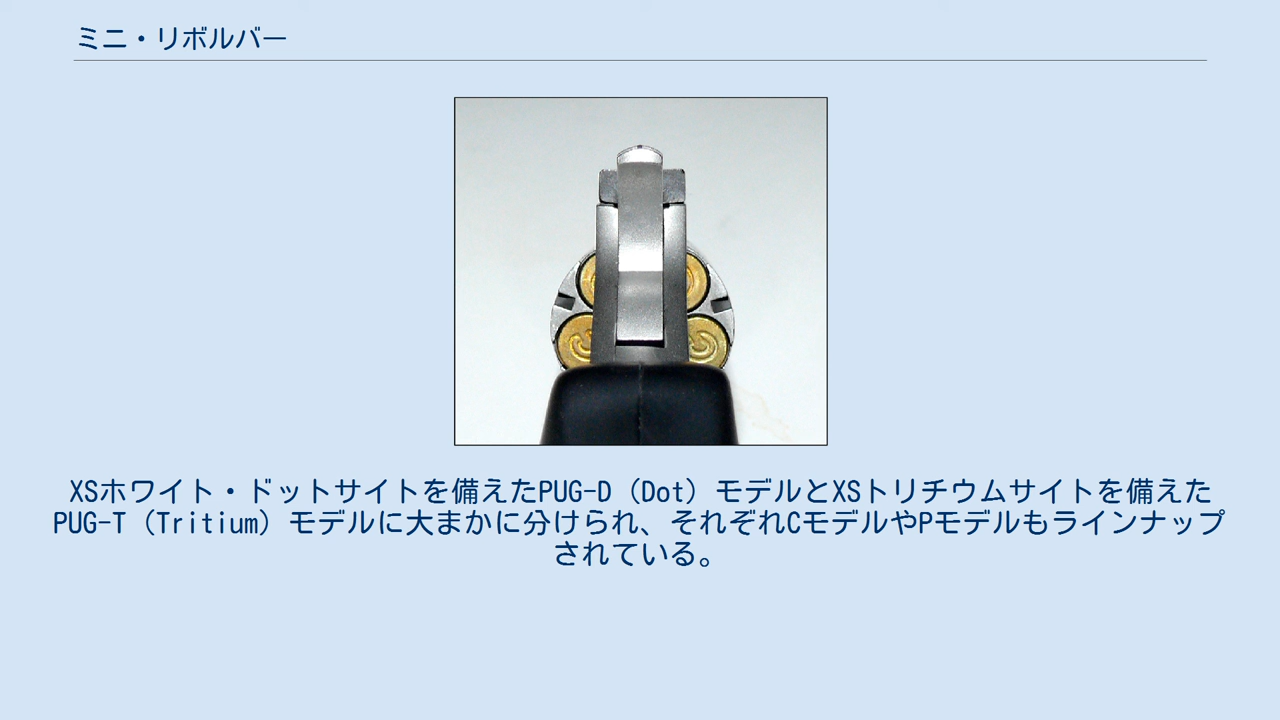 ミニ・リボルバー
XSホワイト・ドットサイトを備えたPUG-D（Dot）モデルとXSトリチウムサイトを備えた
PUG-T（Tritium）モデルに大まかに分けられ、それぞれCモデルやPモデルもラインナップ
されている。